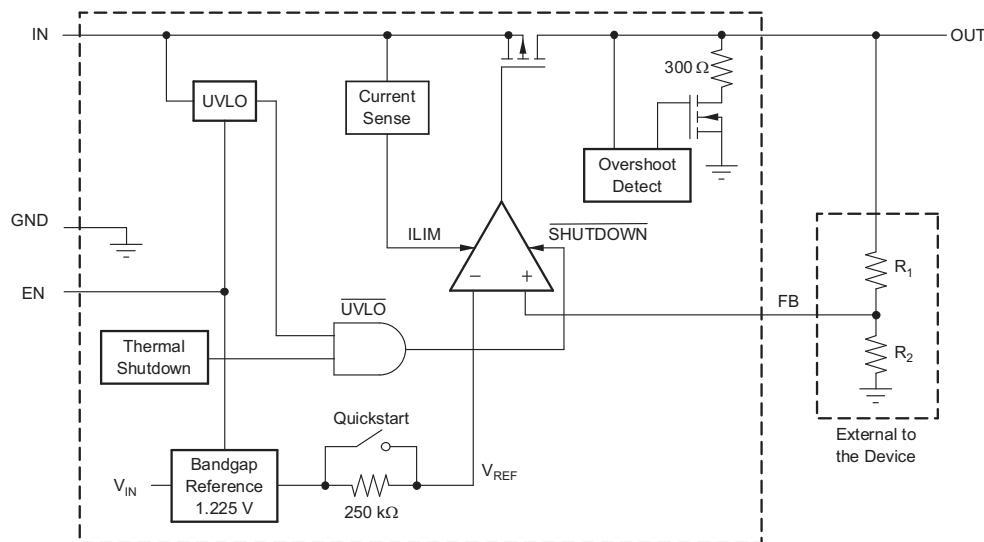 IN
OUT
300 Ω
UVLO
Current
Sense
Overshoot
Detect
GND
ILIM
SHUTDOWN
− +
EN
UVLO
FB
R1
R2
Thermal
Shutdown
Quickstart
External to
the Device
VIN
Bandgap
Reference
1.225 V
250 kΩ
VREF